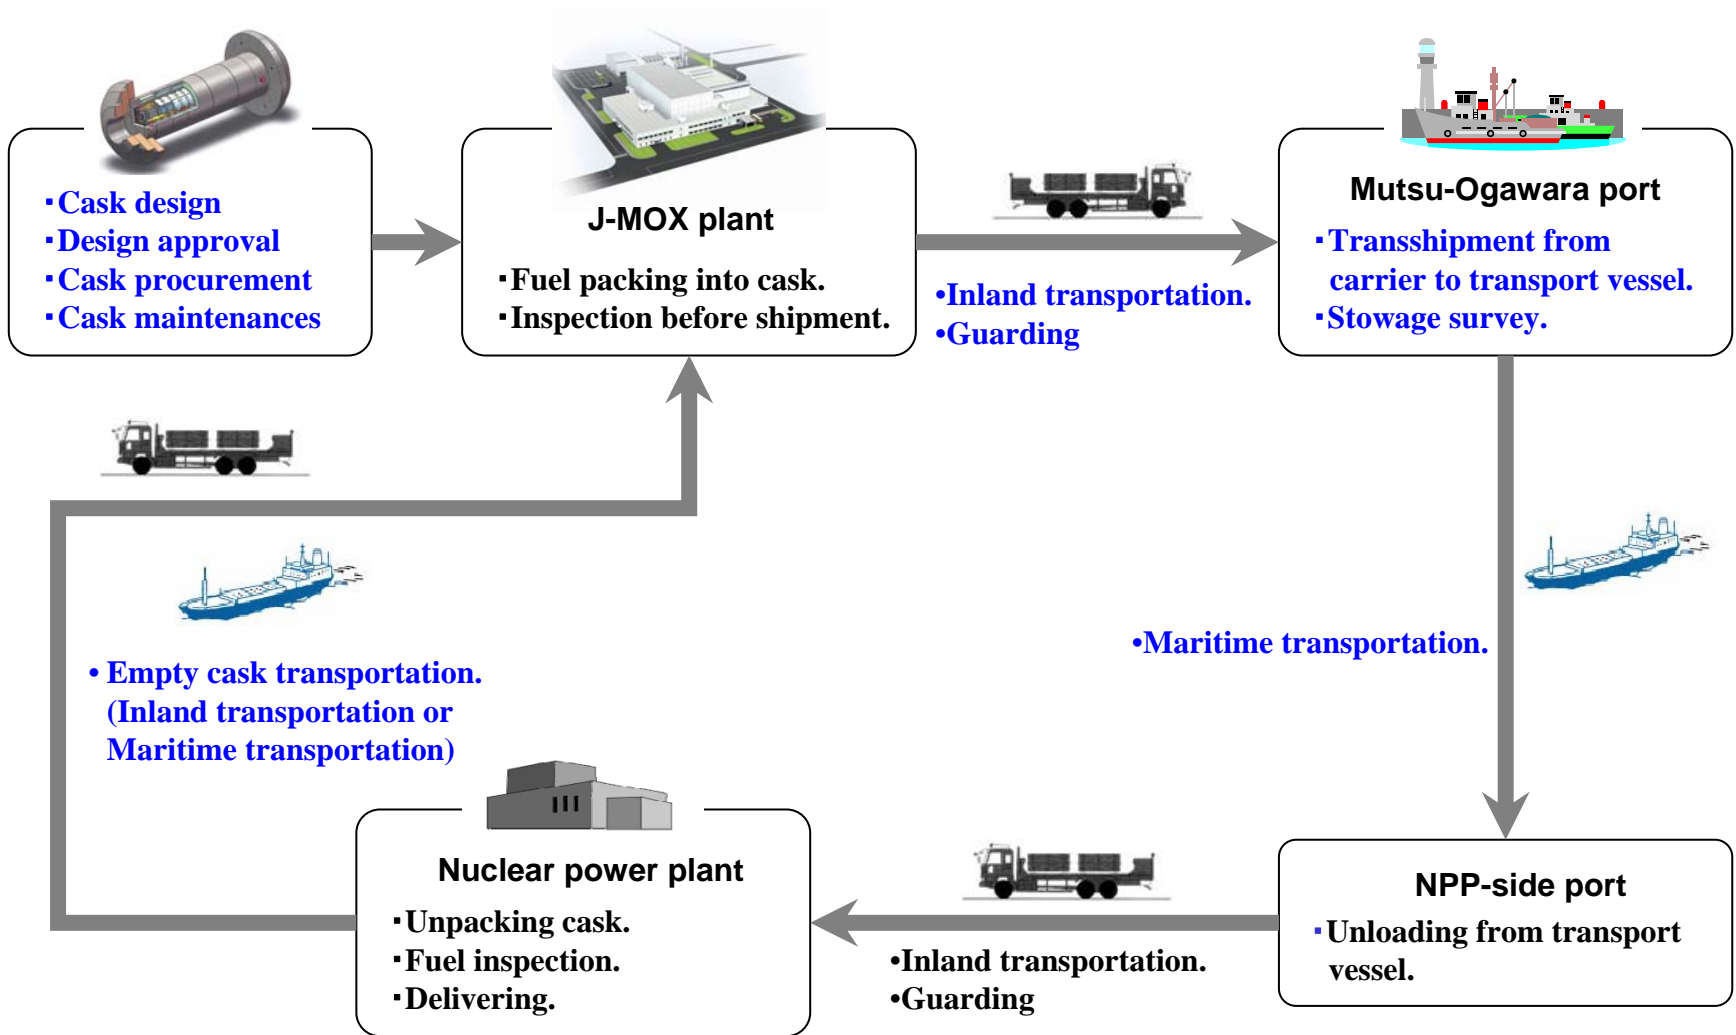 ▪Cask design
▪Design approval
▪Cask procurement
▪Cask maintenances
J-MOX plant
▪Fuel packing into cask.
▪Inspection before shipment.
•Inland transportation.
•Guarding
Mutsu-Ogawara port
▪Transshipment from
carrier to transport vessel.
▪Stowage survey.
•Maritime transportation.
NPP-side port
▪Unloading from transport
vessel.
•Inland transportation.
•Guarding
Nuclear power plant
▪Unpacking cask.
▪Fuel inspection.
▪Delivering.
• Empty cask transportation.
(Inland transportation or
Maritime transportation)